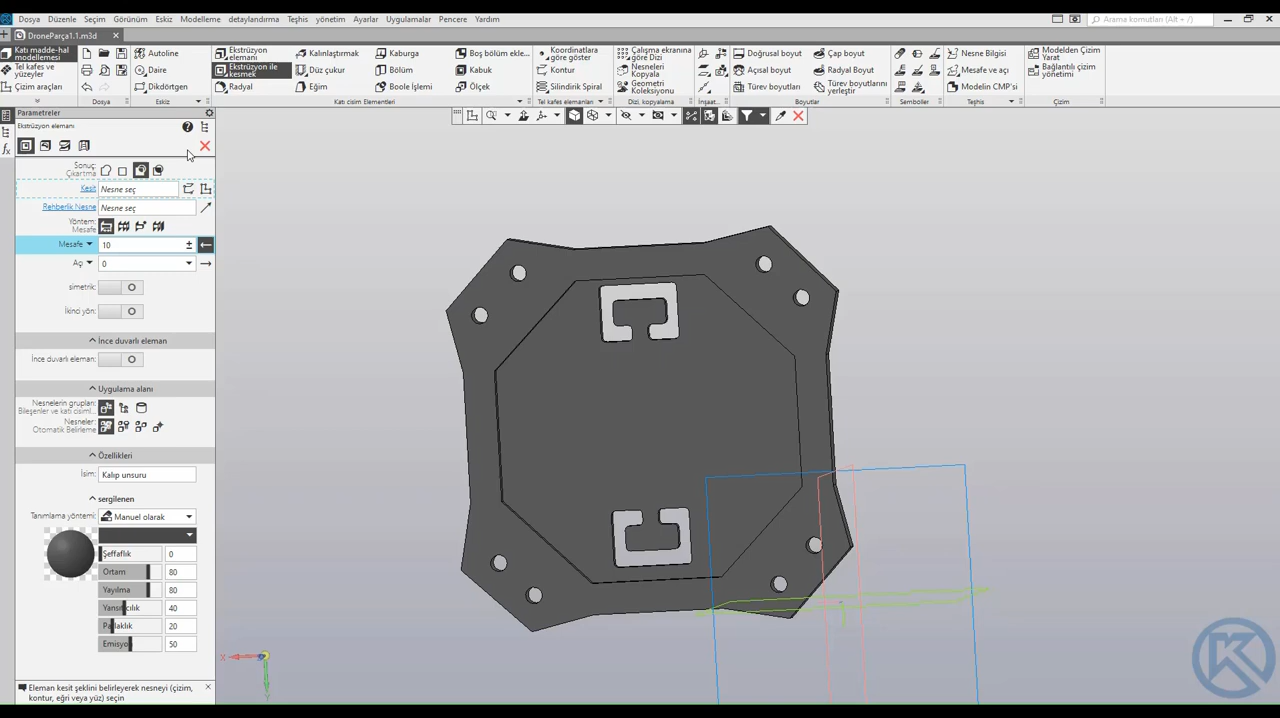 Dosya Düzenle Seçim Görünüm Eskiz Modelleme detaylandırma Teşhis yönetim Ayarlar Uygulamalar Pencere Yardım
Arama komutları (Alt+/)
DroneParça1.1.m3d
Katı madde-hal modellemesi
Tel kafes ve yüzeyler
Çizim araçları
Dosya
Autoline
Daire
Dikdörtgen
Eskiz
Ekstrüzyon elemanı
Ekstrüzyon ile kesmek
Radyal
Kalınlaştırmak
Düz çukur
Eğim
Kaburga
Bölüm
Boole İşlemi
Boş bölüm ekle...
Kabuk
Ölçek
Katı cisim Elementleri
Koordinatlara göre göster
Kontur
Silindirik Spiral
Tel kafes elemanları
Çalışma ekranına göre Dizi
Nesneleri Kopyala
Geometri Koleksiyonu
Dizi, kopyalama
İnşaat...
Doğrusal boyut
Açısal boyut
Türev boyutlar
Çap boyut
Radyal Boyut
Türev boyutların yerleştir
Boyutlar
Semboller
Nesne Bilgisi
Mesafe ve açı
Modelin CMP'si
Teşhis
Modelden Çizim Yarat
Bağlantılı çizim yönetimi
Çizim
Parametreler
Ekstrüzyon elemanı
Sonuç:
Çıkartma
Kesit Nesne seç
Rehberlik Nesne Nesne seç
Yöntem:
Mesafe
Mesafe 10
Açı 0
simetrik:
İkinci yön:
İnce duvarlı eleman
İnce duvarlı eleman:
Uygulama alanı
Nesnelerin grupları:
Bileşenler ve katı cisiml...
Nesneler:
Otomatik Belirleme
Özellikleri
İsim: Kalıp unsuru
sergilenen
Tanımlama yöntemi: Manuel olarak
Şeffaflık 0
Ortam 80
Yayılma 80
Yansıtıcılık 40
Parlaklık 20
Emisyon 50
Eleman kesit şeklini belirleyerek nesneyi (çizim,
kontur, eğri veya yüz) seçin
X
Y